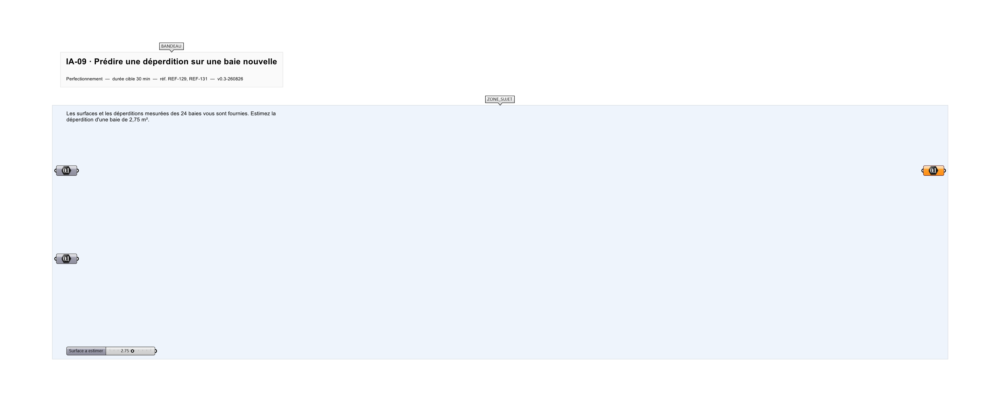 BANDEAU
IA-09 · Prédire une déperdition sur une baie nouvelle
Perfectionnement — durée cible 30 min — réf. REF-129, REF-131 — v0.3-260826
ZONE_SUJET
Les surfaces et les déperditions mesurées des 24 baies vous sont fournies. Estimez la
déperdition d'une baie de 2,75 m².
0.1
0.1
0.1
Surface a estimer 2.75